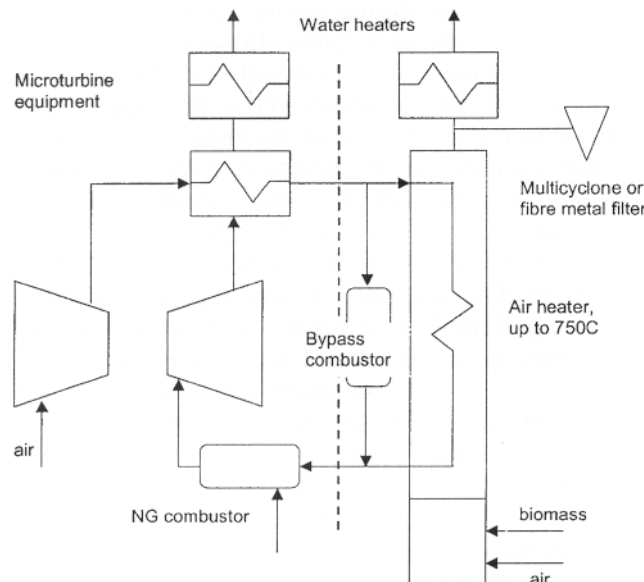 Water heaters
Microturbine
equipment
Multicyclone or
fibre metal filter
Air heater,
up to 750C
Bypass
combustor
air
NG combustor
biomass
air